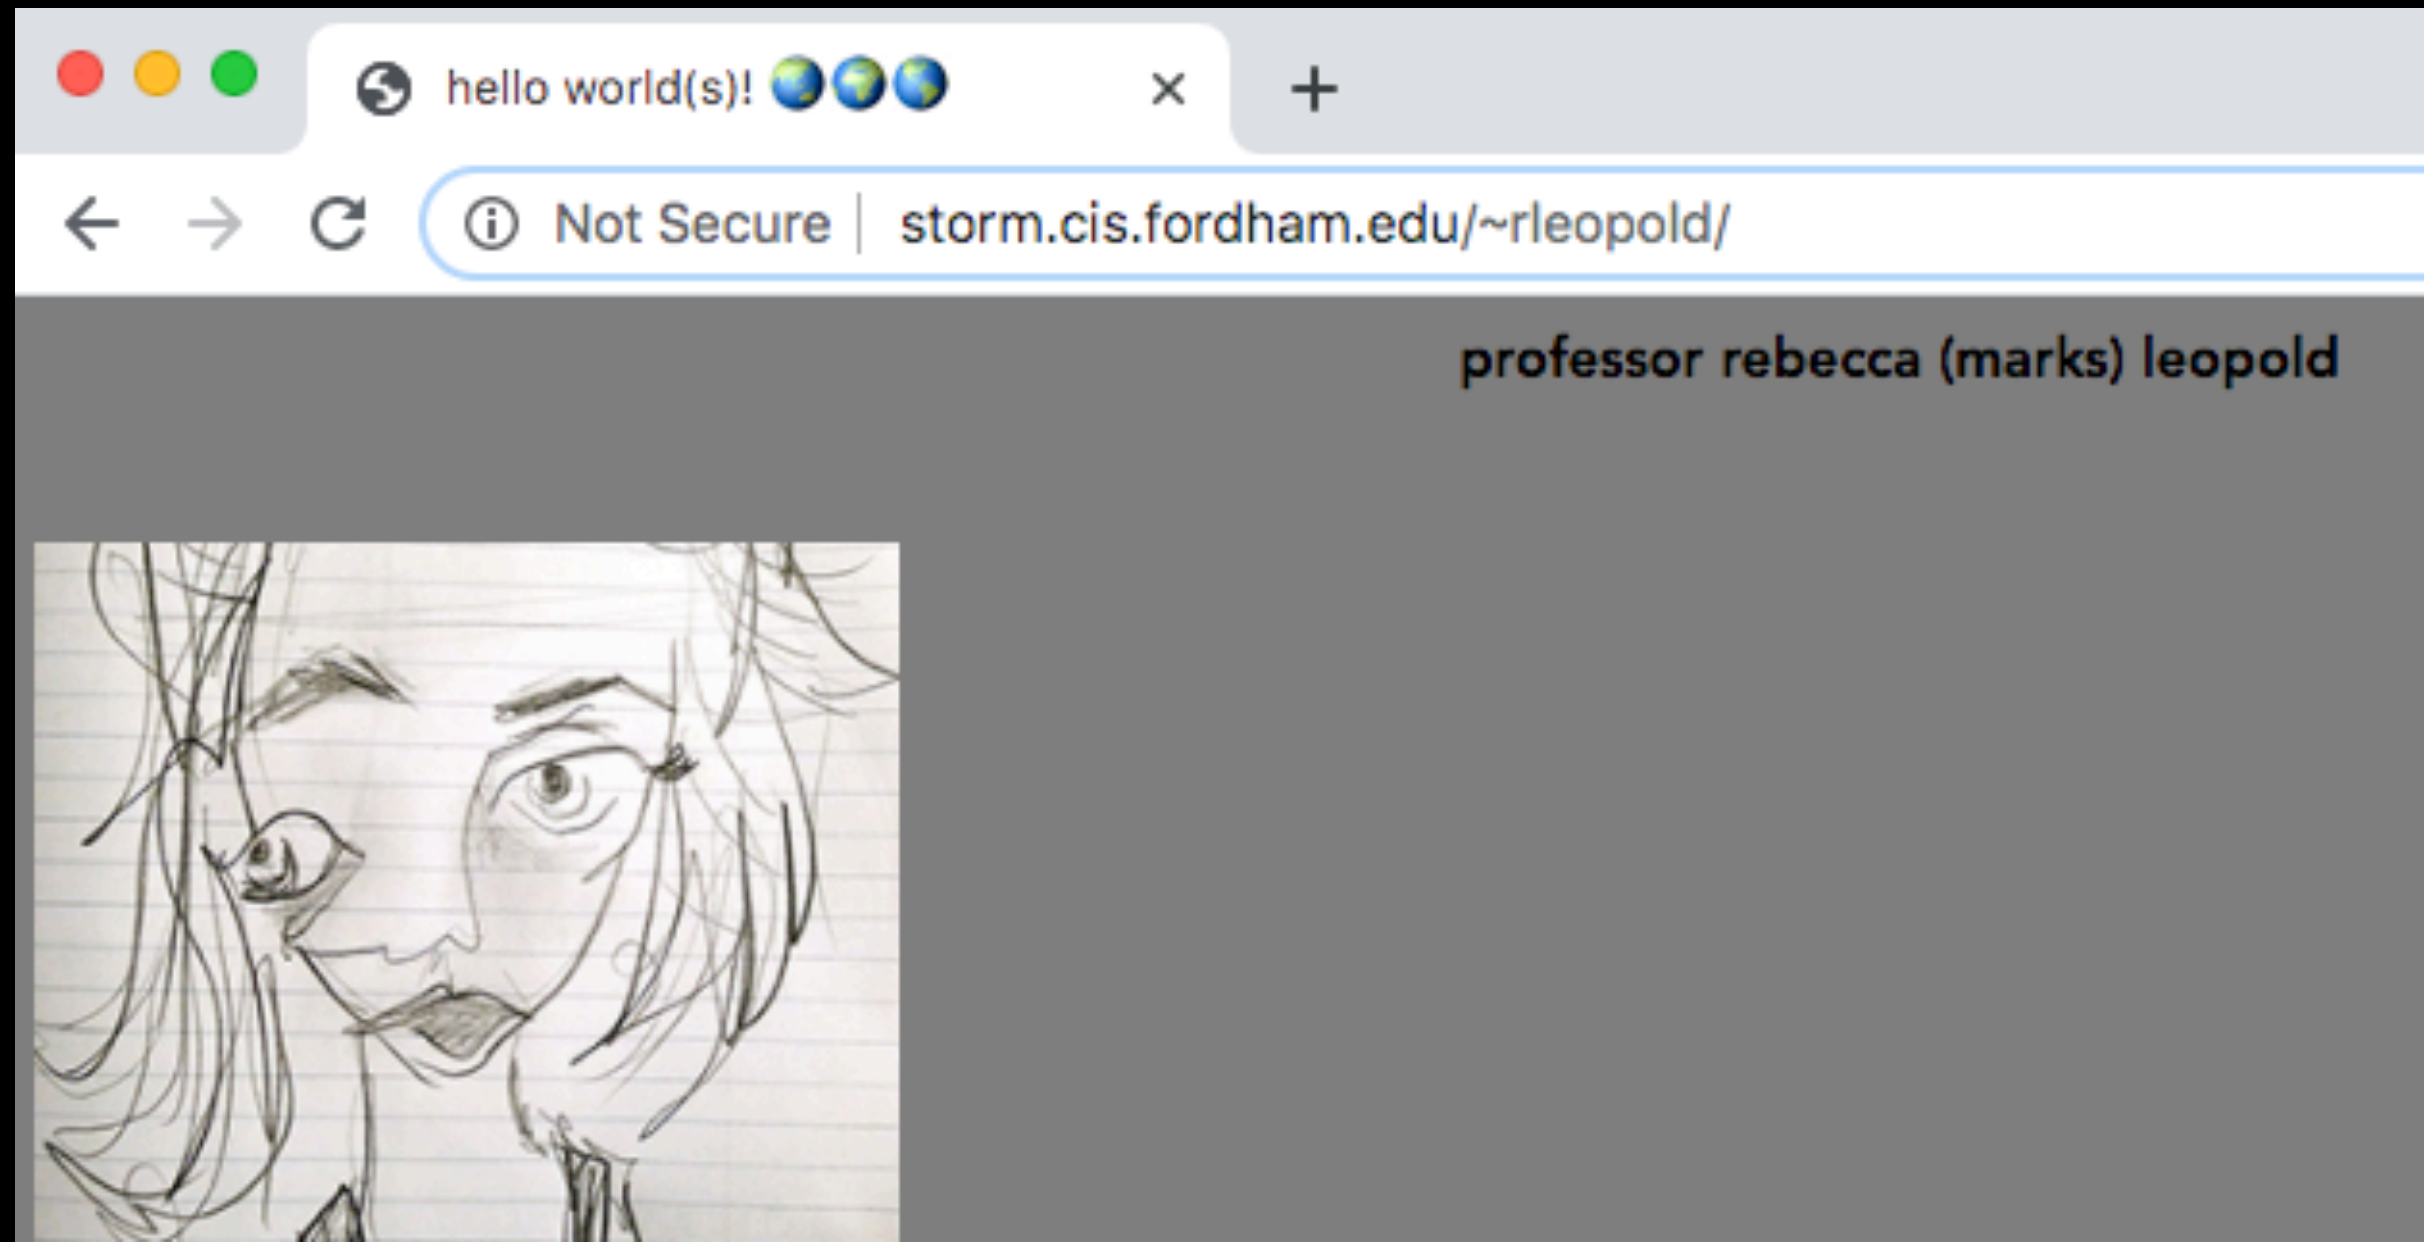 hello world(s)! 🌏🌍🌎
Not Secure | storm.cis.fordham.edu/~rleopold/
professor rebecca (marks) leopold